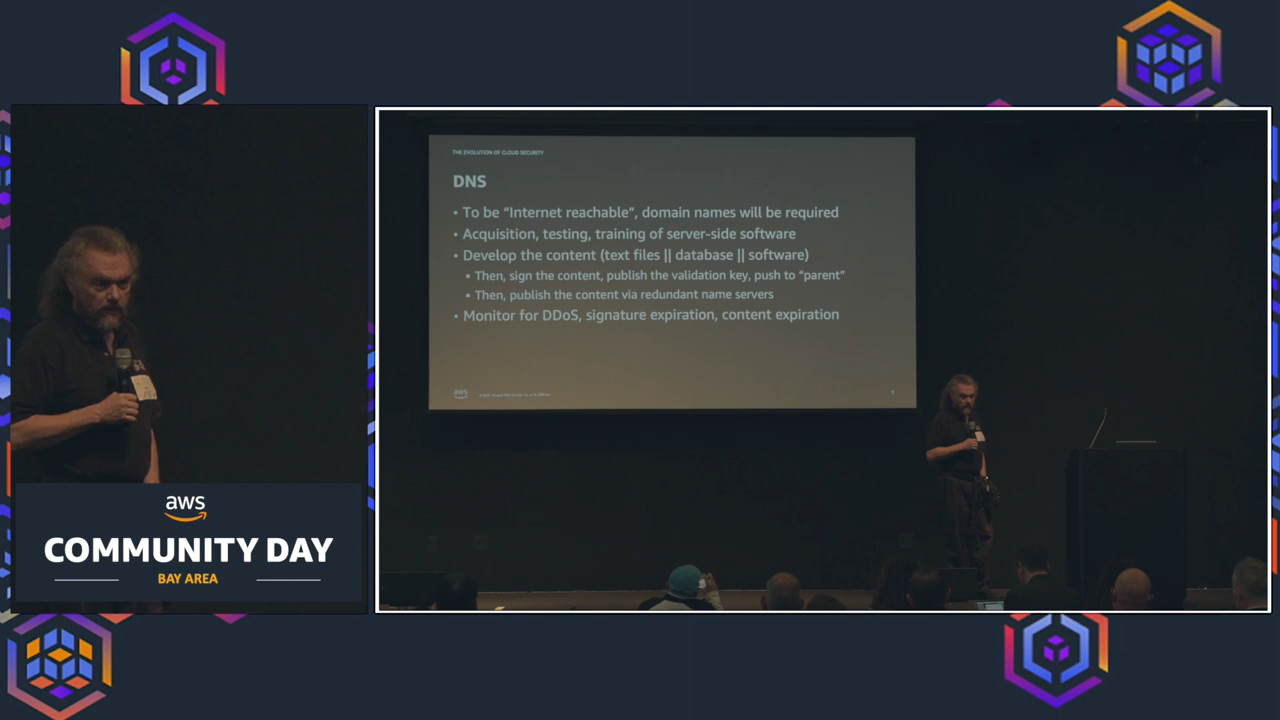 THE EVOLUTION OF CLOUD SECURITY
DNS
• To be “Internet reachable”, domain names will be required
• Acquisition, testing, training of server-side software
• Develop the content (text files || database || software)
▪ Then, sign the content, publish the validation key, push to “parent”
▪ Then, publish the content via redundant name servers
• Monitor for DDoS, signature expiration, content expiration
aws
7
aws
COMMUNITY DAY
BAY AREA